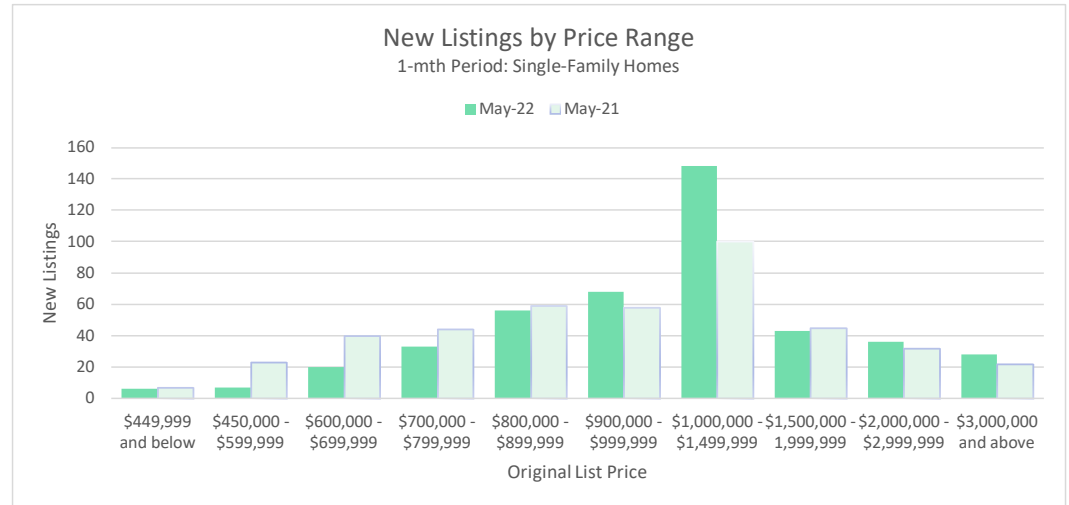 New Listings by Price Range
1-mth Period: Single-Family Homes
May-22 May-21
160
140
120
100
80
60
40
20
0
New Listings
$449,999 $450,000 - $600,000 - $700,000 - $800,000 - $900,000 - $1,000,000 - $1,500,000 - $2,000,000 - $3,000,000
and below $599,999 $699,999 $799,999 $899,999 $999,999 $1,499,999 1,999,999 $2,999,999 and above
Original List Price